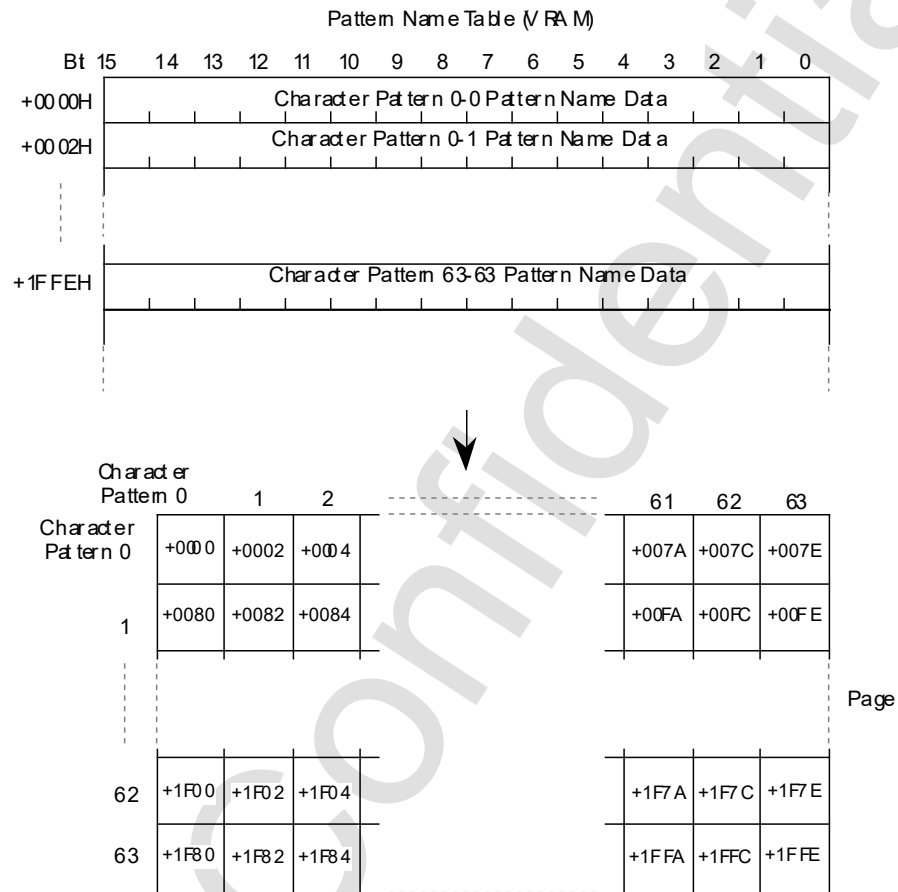 Pattern Name Table (VRAM)
Bt 15 14 13 12 11 10 9 8 7 6 5 4 3 2 1 0
+0000H Character Pattern 0-0 Pattern Name Data
+0002H Character Pattern 0-1 Pattern Name Data
+1FFEH Character Pattern 63-63 Pattern Name Data
Character
Pattern 0 1 2 61 62 63
Character
Pattern 0 +0000 +0002 +0004 +007A +007C +007E
1 +0080 +0082 +0084 +00FA +00FC +00FE
Page
62 +1F00 +1F02 +1F04 +1F7A +1F7C +1F7E
63 +1F80 +1F82 +1F84 +1FFA +1FFC +1FFE
Confidential